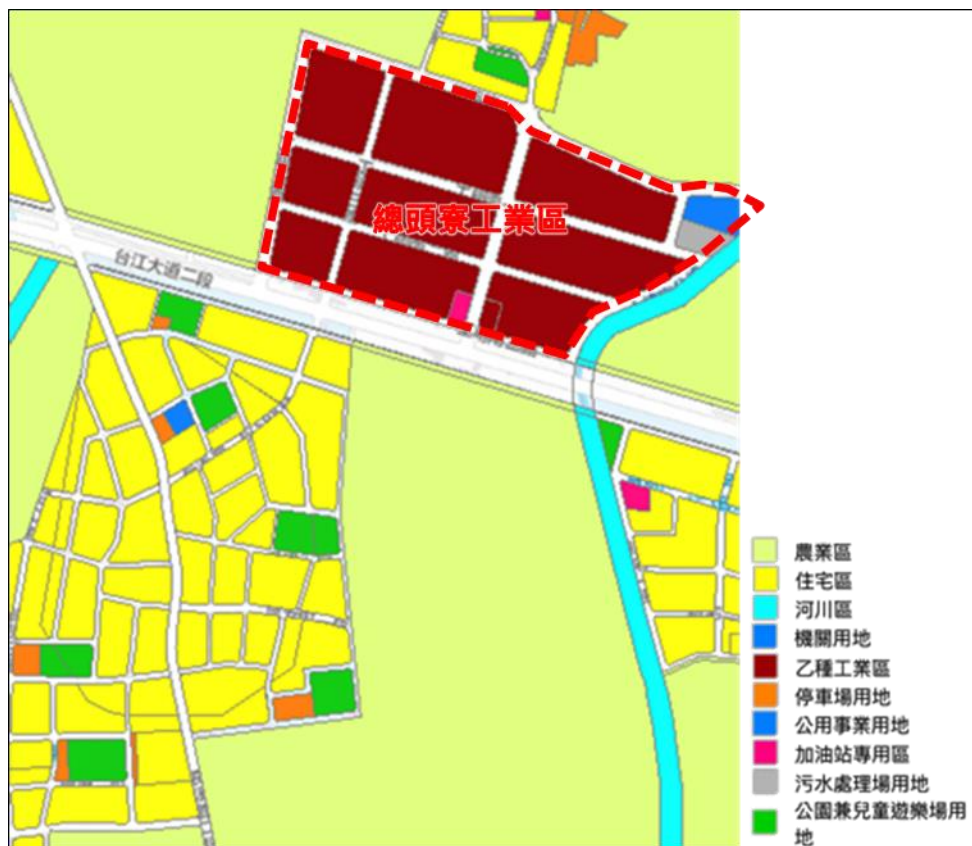 總頭寮工業區
台江大道二段
農業區
住宅區
河川區
機關用地
乙種工業區
停車場用地
公用事業用地
加油站專用區
污水處理場用地
公園兼兒童遊樂場用
地